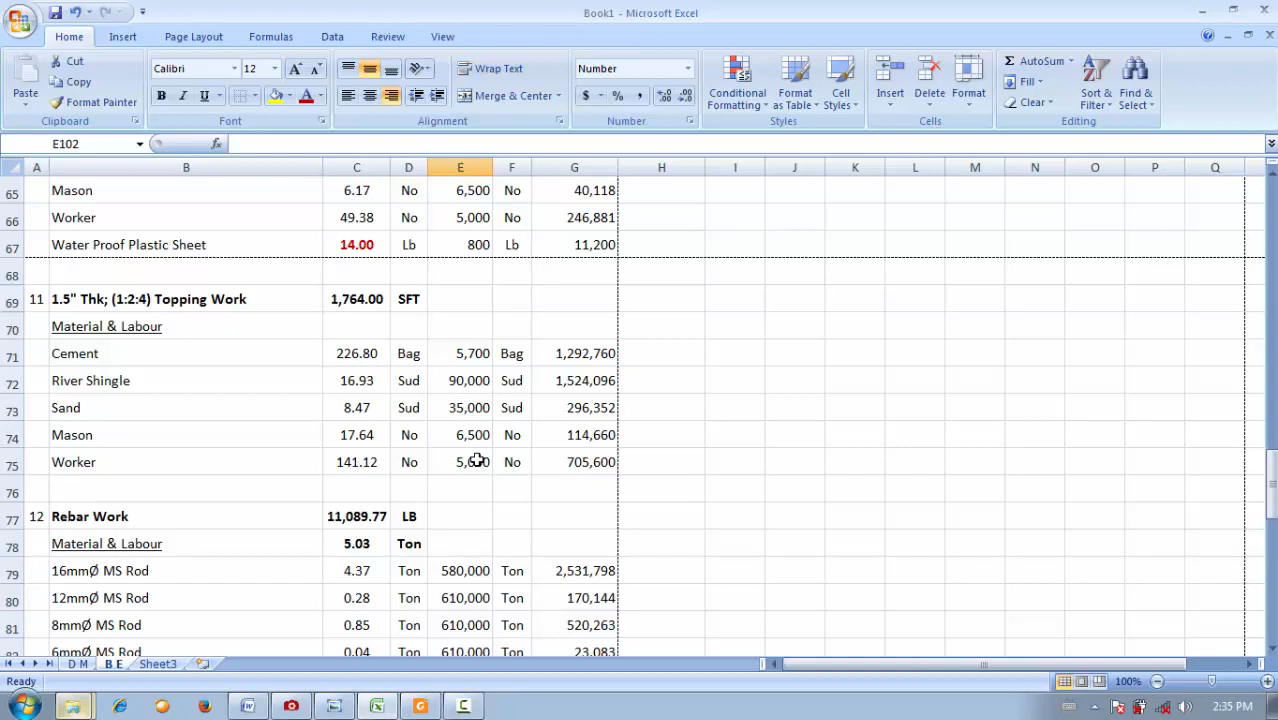 Book1 - Microsoft Excel
Home Insert Page Layout Formulas Data Review View
Paste Cut Copy Format Painter Clipboard
Calibri 12 B I U A A A Font
Wrap Text Merge & Center Alignment
Number $ % , Number
Conditional Formatting Format as Table Cell Styles Styles
Insert Delete Format Cells
Σ AutoSum Fill Clear Sort & Filter Find & Select Editing
E102 fx
A B C D E F G H I J K L M N O P Q
65 Mason 6.17 No 6,500 No 40,118
66 Worker 49.38 No 5,000 No 246,881
67 Water Proof Plastic Sheet 14.00 Lb 800 Lb 11,200
68
69 11 1.5" Thk; (1:2:4) Topping Work 1,764.00 SFT
70 Material & Labour
71 Cement 226.80 Bag 5,700 Bag 1,292,760
72 River Shingle 16.93 Sud 90,000 Sud 1,524,096
73 Sand 8.47 Sud 35,000 Sud 296,352
74 Mason 17.64 No 6,500 No 114,660
75 Worker 141.12 No No 705,600
76
77 12 Rebar Work 11,089.77 LB
78 Material & Labour 5.03 Ton
79 16mmØ MS Rod 4.37 Ton 580,000 Ton 2,531,798
80 12mmØ MS Rod 0.28 Ton 610,000 Ton 170,144
81 8mmØ MS Rod 0.85 Ton 610,000 Ton 520,263
82 6mmØ MS Rod 0.04 Ton 610,000 Ton 23,083
D M B E Sheet3
Ready 100%
2:35 PM